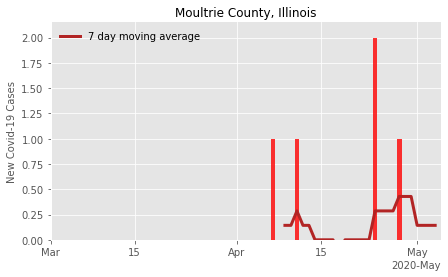 Moultrie County, Illinois
7 day moving average
New Covid-19 Cases
2.00
1.75
1.50
1.25
1.00
0.75
0.50
0.25
0.00
Mar
15
Apr
15
May
2020-May